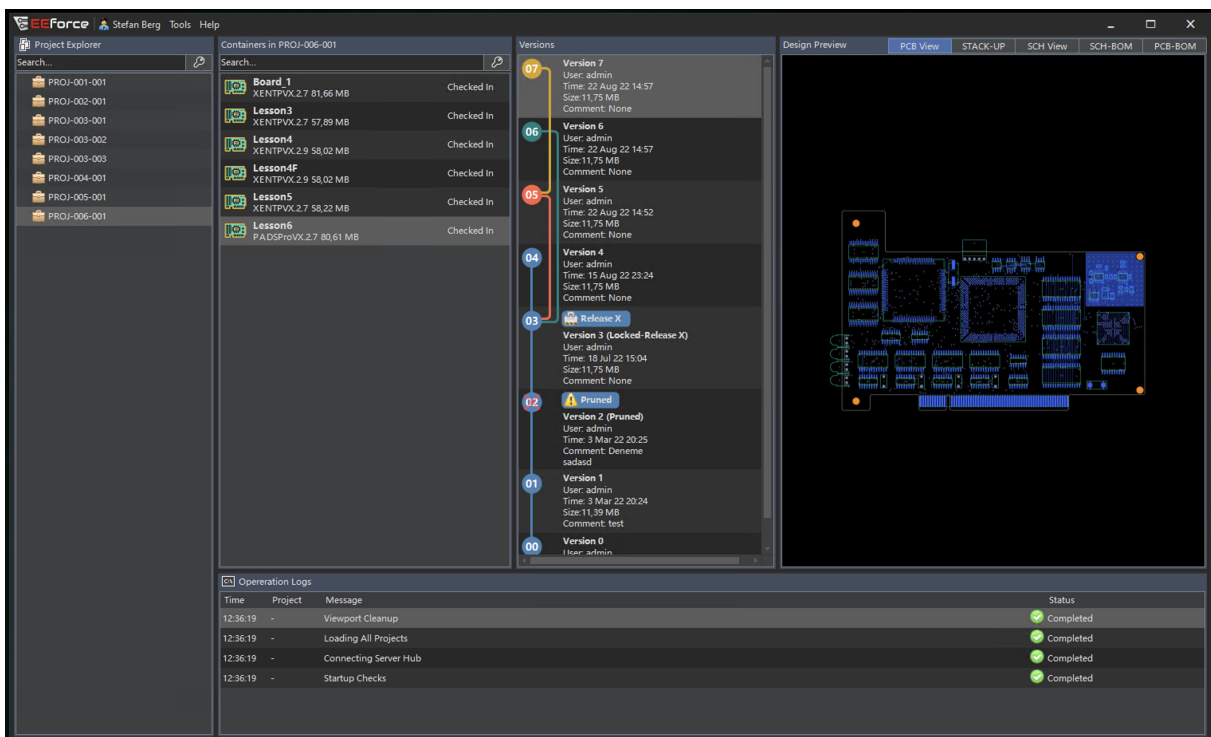 EEForce Stefan Berg Tools Help
Project Explorer
Search...
PROJ-001-001
PROJ-002-001
PROJ-003-001
PROJ-003-002
PROJ-003-003
PROJ-004-001
PROJ-005-001
PROJ-006-001
Containers in PROJ-006-001
Search...
Board_1
XENTPVX.2.7 81,66 MB Checked In
Lesson3
XENTPVX.2.7 57,89 MB Checked In
Lesson4
XENTPVX.2.9 58,02 MB Checked In
Lesson4F
XENTPVX.2.9 58,02 MB Checked In
Lesson5
XENTPVX.2.7 58,22 MB Checked In
Lesson6
PADSProVX.2.7 80,61 MB Checked In
Versions
07 Version 7
User: admin
Time: 22 Aug 22 14:57
Size:11,75 MB
Comment: None
06 Version 6
User: admin
Time: 22 Aug 22 14:57
Size:11,75 MB
Comment: None
05 Version 5
User: admin
Time: 22 Aug 22 14:52
Size:11,75 MB
Comment: None
04 Version 4
User: admin
Time: 15 Aug 22 23:24
Size:11,75 MB
Comment: None
03 Release X
Version 3 (Locked-Release X)
User: admin
Time: 18 Jul 22 15:04
Size:11,75 MB
Comment: None
02 Pruned
Version 2 (Pruned)
User: admin
Time: 3 Mar 22 20:25
Comment: Deneme
sadasd
01 Version 1
User: admin
Time: 3 Mar 22 20:24
Size:11,39 MB
Comment: test
00 Version 0
User: admin
Design Preview PCB View STACK-UP SCH View SCH-BOM PCB-BOM
Opereration Logs
Time Project Message Status
12:36:19 - Viewport Cleanup Completed
12:36:19 - Loading All Projects Completed
12:36:19 - Connecting Server Hub Completed
12:36:19 - Startup Checks Completed